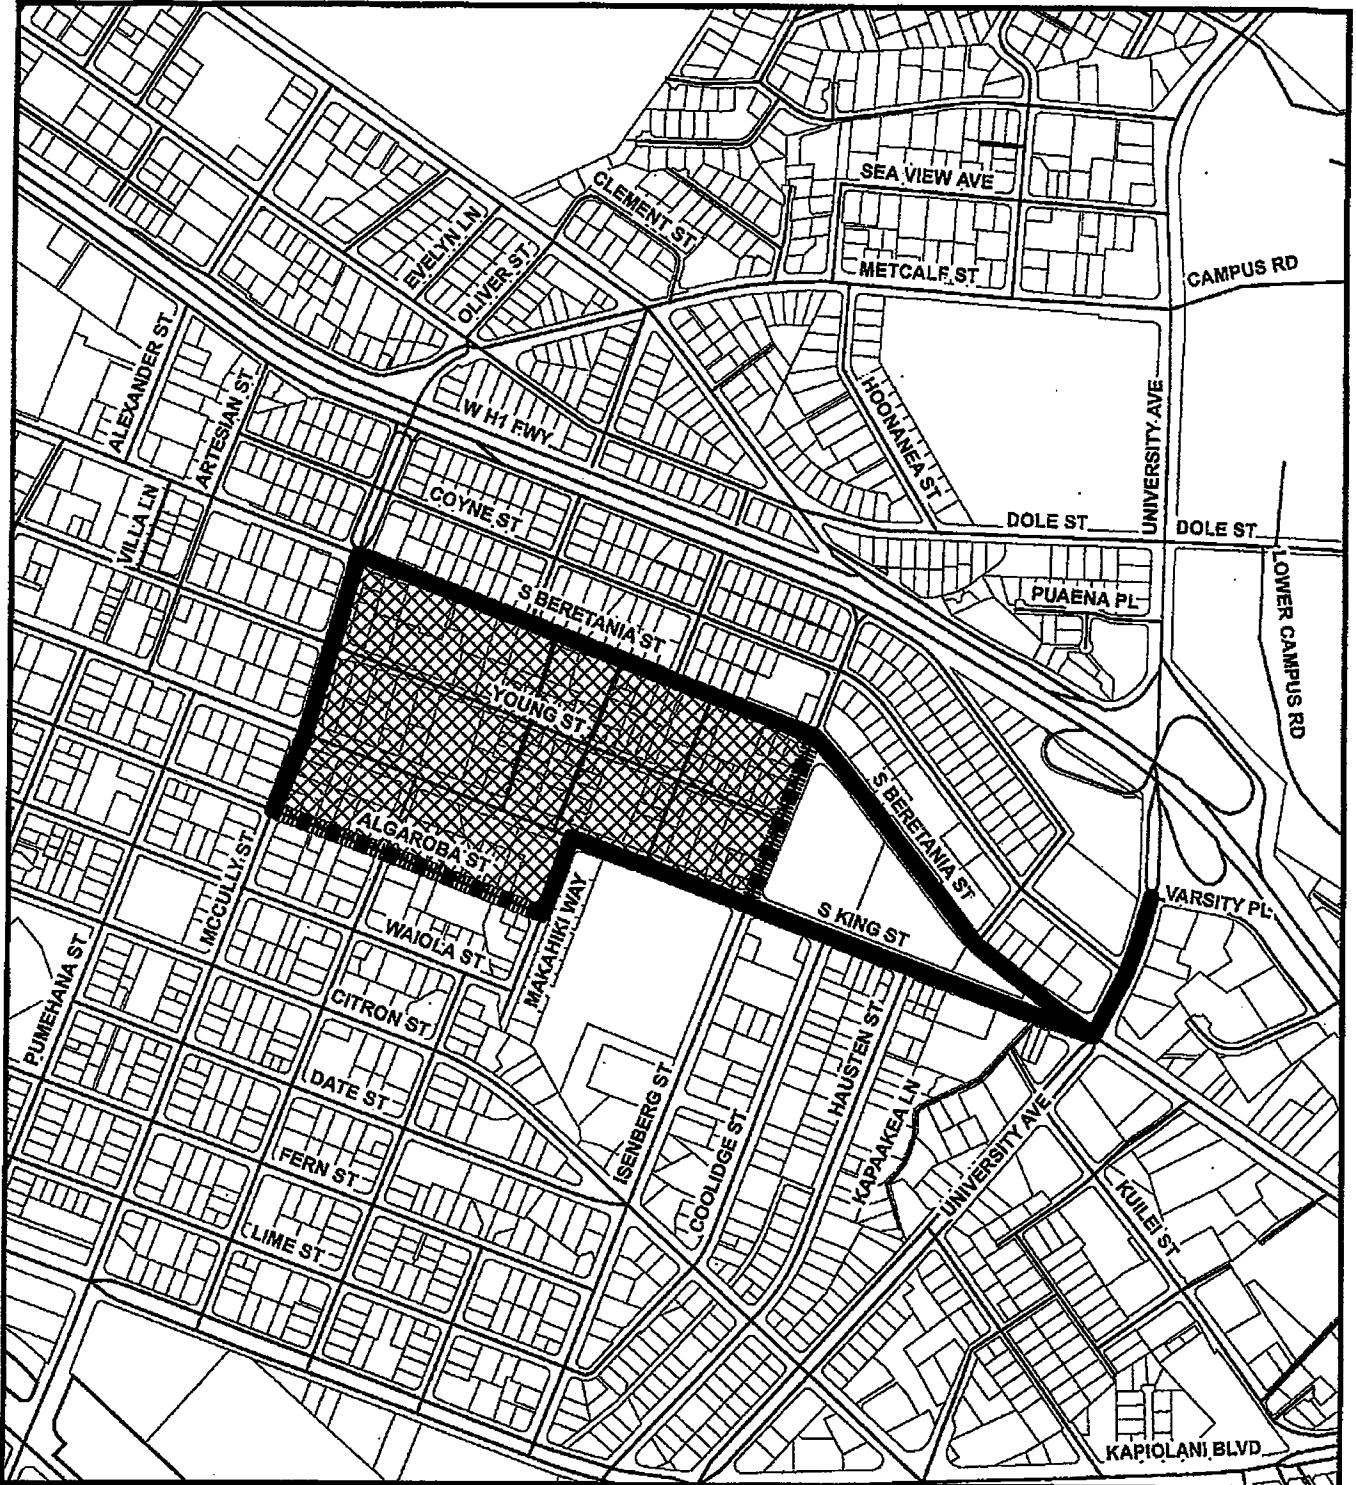 SEA VIEW AVE
CLEMENT ST
EVELYN LN
OLIVER ST
METCALF ST
CAMPUS RD
ALEXANDER ST
ARTESIAN ST
W H1 FWY
HOONANEA ST
UNIVERSITY AVE
VILLA LN
COYNE ST
DOLE ST
DOLE ST
LOWER CAMPUS RD
S BERETANIA ST
PUAENA PL
YOUNG ST
S BERETANIA ST
ALGAROBA ST
MCCULLY ST
MAKAHIKI WAY
S KING ST
VARSITY PL
WAIOLA ST
PUMEHANA ST
CITRON ST
HAUSTEN ST
DATE ST
ISENBERG ST
COOLIDGE ST
KAPAAKEA LN
UNIVERSITY AVE
FERN ST
KUILEI ST
LIME ST
KAPIOLANI BLVD